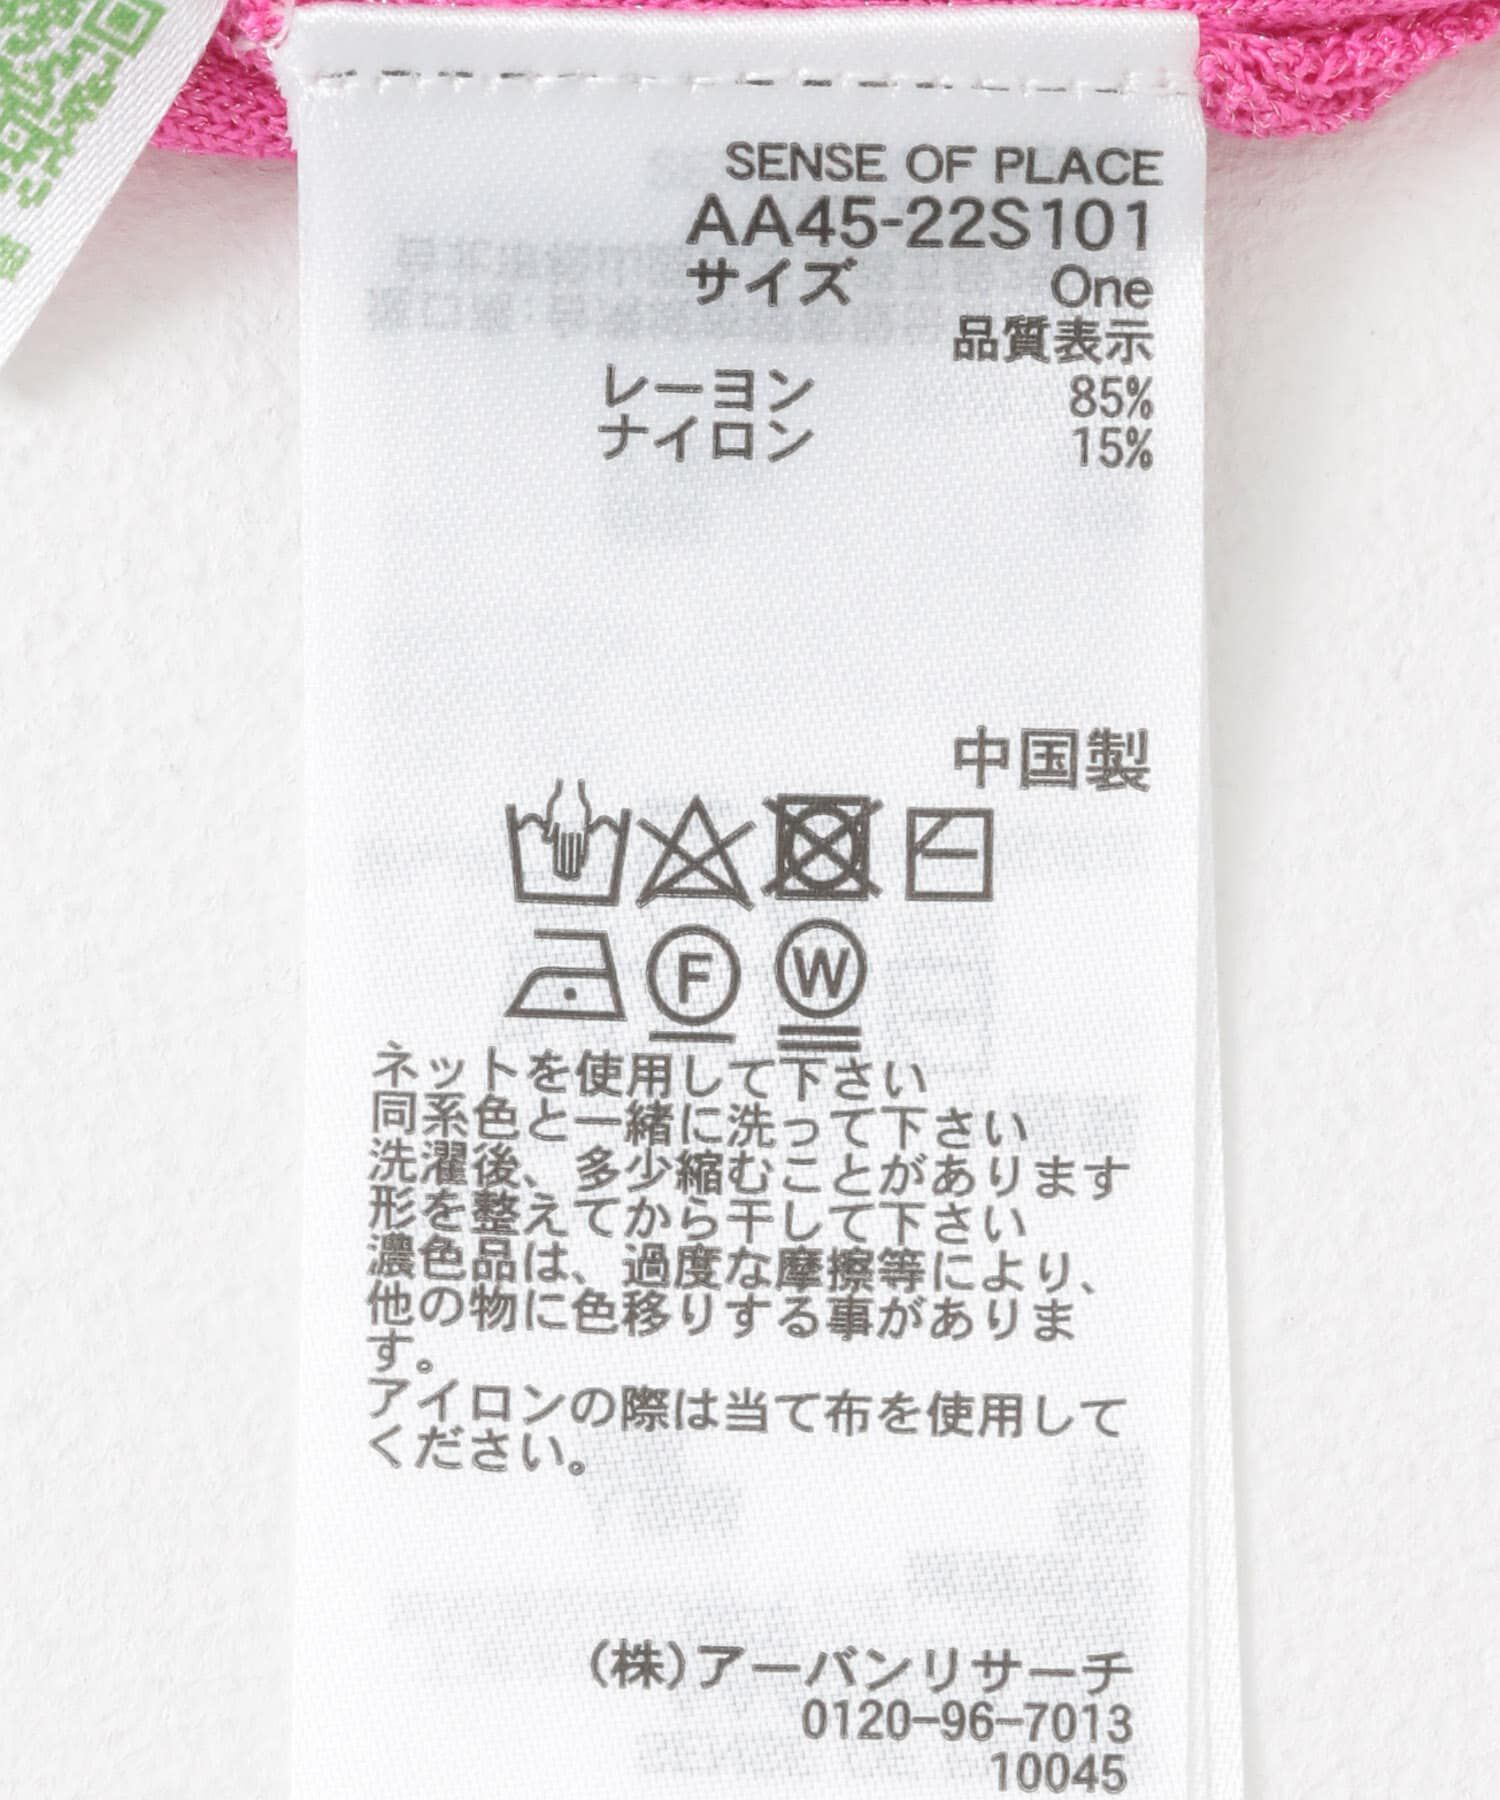 SENSE OF PLACE
AA45-22S101
サイズ One
品質表示
レーヨン 85%
ナイロン 15%
中国製
F W
ネットを使用して下さい
同系色と一緒に洗って下さい
洗濯後、多少縮むことがあります
形を整えてから干して下さい
濃色品は、過度な摩擦等により、
他の物に色移りする事がありま
す。
アイロンの際は当て布を使用して
ください。
(株)アーバンリサーチ
0120-96-7013
10045